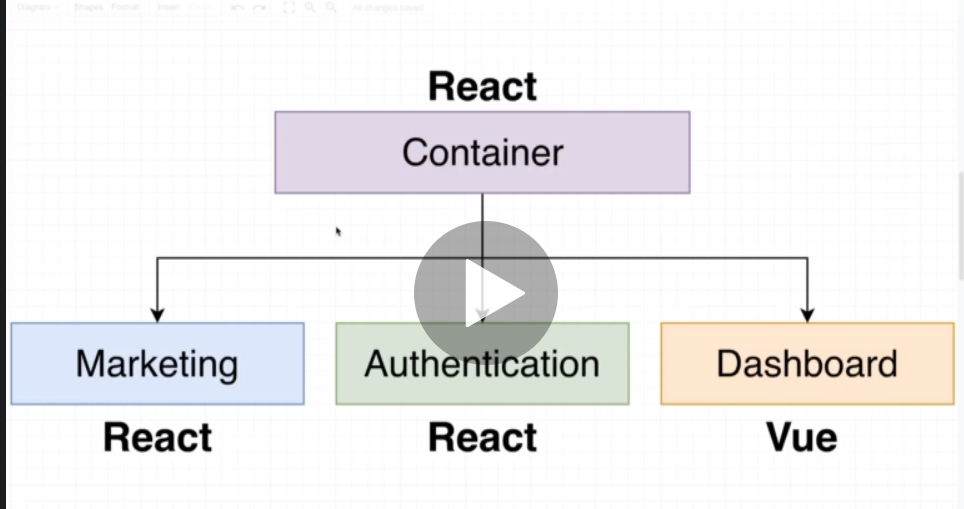 Diagram Shapes Format Insert All changes saved
React
Container
Marketing Authentication Dashboard
React React Vue